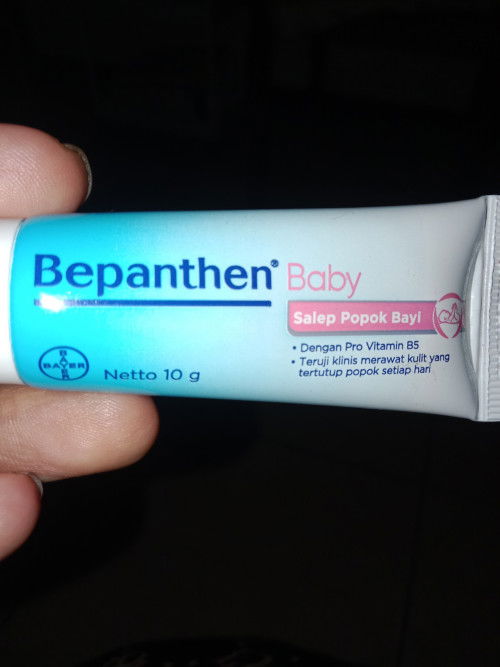 Bepanthen® Baby
Salep Popok Bayi
• Dengan Pro Vitamin B5
• Teruji klinis merawat kulit yang
tertutup popok setiap hari
BAYER
BAYER
Netto 10 g